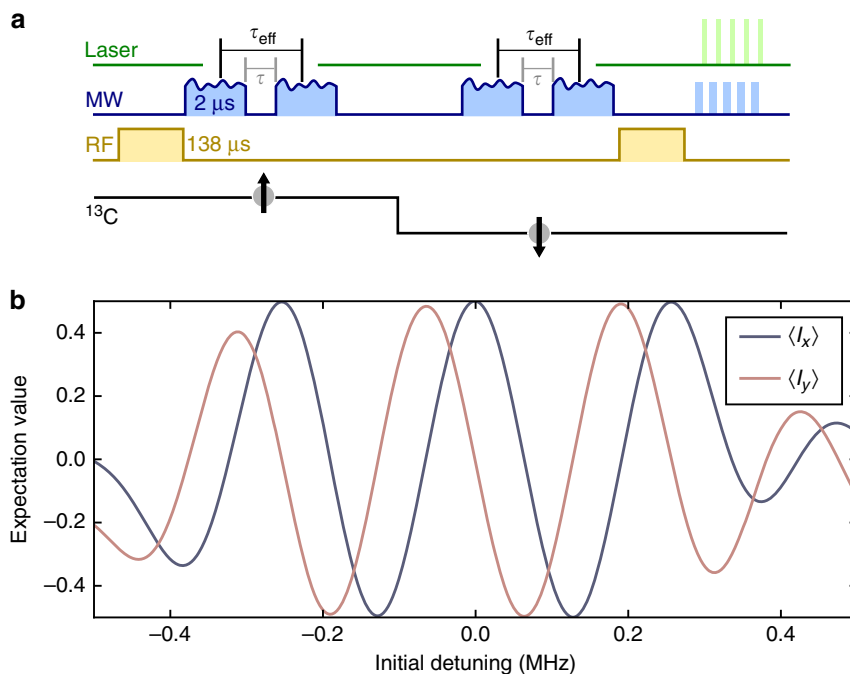 a
τeff τeff
Laser
τ τ
MW 2 μs
RF 138 μs
¹³C
b
⟨Ix⟩
⟨Iy⟩
Expectation value
0.4
0.2
0.0
−0.2
−0.4
−0.4 −0.2 0.0 0.2 0.4
Initial detuning (MHz)